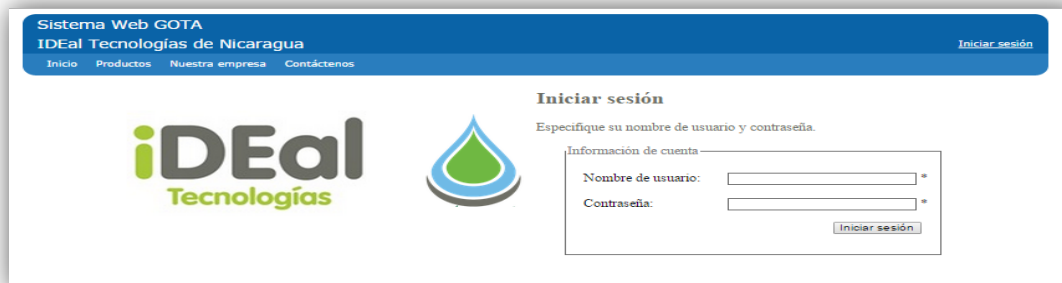 Sistema Web GOTA
IDEal Tecnologías de Nicaragua
Iniciar sesión
Inicio Productos Nuestra empresa Contáctenos
iDEal
Tecnologías
Iniciar sesión
Especifique su nombre de usuario y contraseña.
Información de cuenta
Nombre de usuario: *
Contraseña: *
Iniciar sesión